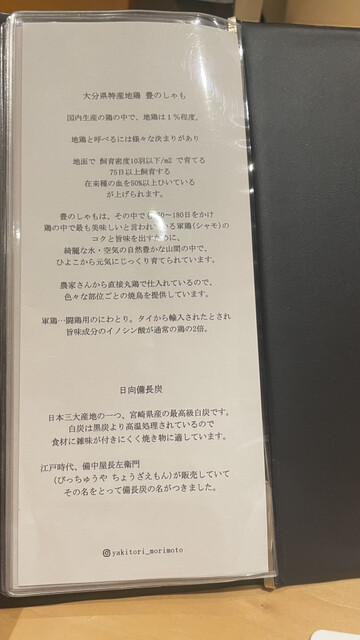 大分県特産地鶏 豊のしゃも
国内生産の鶏の中で、地鶏は１％程度。
地鶏と呼べるには様々な決まりがあり
地面で 飼育密度10羽以下/m2 で育てる
75日以上飼育する
在来種の血を50%以上ひいている
が上げられます。
豊のしゃもは、その中でも 〜180日をかけ
鶏の中で最も美味しいと言われている軍鶏(シャモ)の
コクと旨味を出すために、
綺麗な水・空気の自然豊かな山間の中で、
ひよこから元気にじっくり育てられています。
農家さんから直接丸鶏で仕入れているので、
色々な部位ごとの焼鳥を提供しています。
軍鶏…闘鶏用のにわとり。タイから輸入されたとされ
旨味成分のイノシン酸が通常の鶏の2倍。
日向備長炭
日本三大産地の一つ、宮崎県産の最高級白炭です。
白炭は黒炭より高温処理されているので
食材に雑味が付きにくく焼き物に適しています。
江戸時代、備中屋長左衛門
(びっちゅうや ちょうざえもん)が販売していて
その名をとって備長炭の名がつきました。
yakitori_morimoto